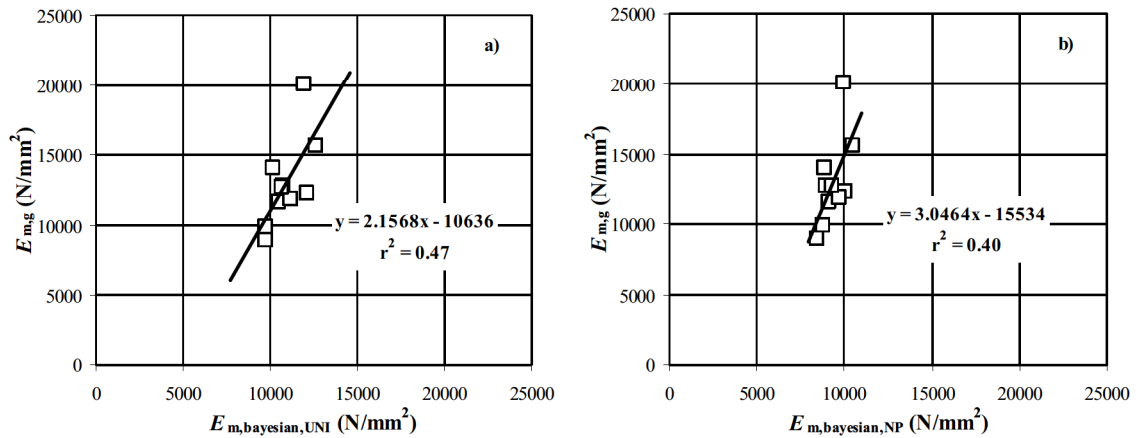 25000
20000
15000
10000
5000
0
E m,g (N/mm²)
a)
y = 2.1568x - 10636
r² = 0.47
0 5000 10000 15000 20000 25000
E m,bayesian,UNI (N/mm²)
25000
20000
15000
10000
5000
0
E m,g (N/mm²)
b)
y = 3.0464x - 15534
r² = 0.40
0 5000 10000 15000 20000 25000
E m,bayesian,NP (N/mm²)